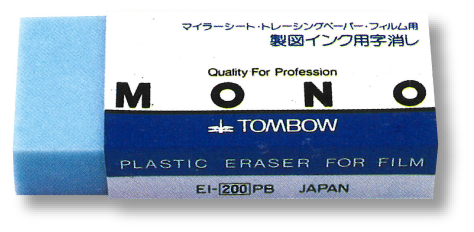 マイラーシート・トレーシングペーパー・フィルム用
製図インク用字消し
Quality For Profession
MONO
TOMBOW
PLASTIC ERASER FOR FILM
EI-200 PB JAPAN